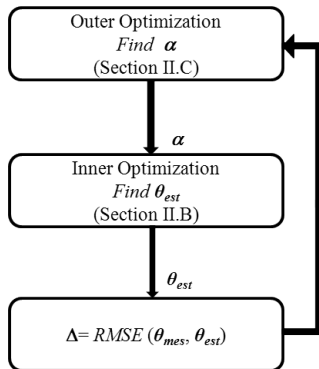 Outer Optimization
Find α
(Section II.C)
α
Inner Optimization
Find θest
(Section II.B)
θest
Δ= RMSE (θmes, θest)